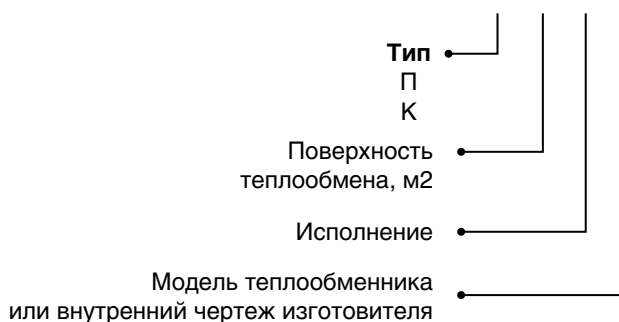 Тип
П
К
Поверхность
теплообмена, м2
Исполнение
Модель теплообменника
или внутренний чертеж изготовителя